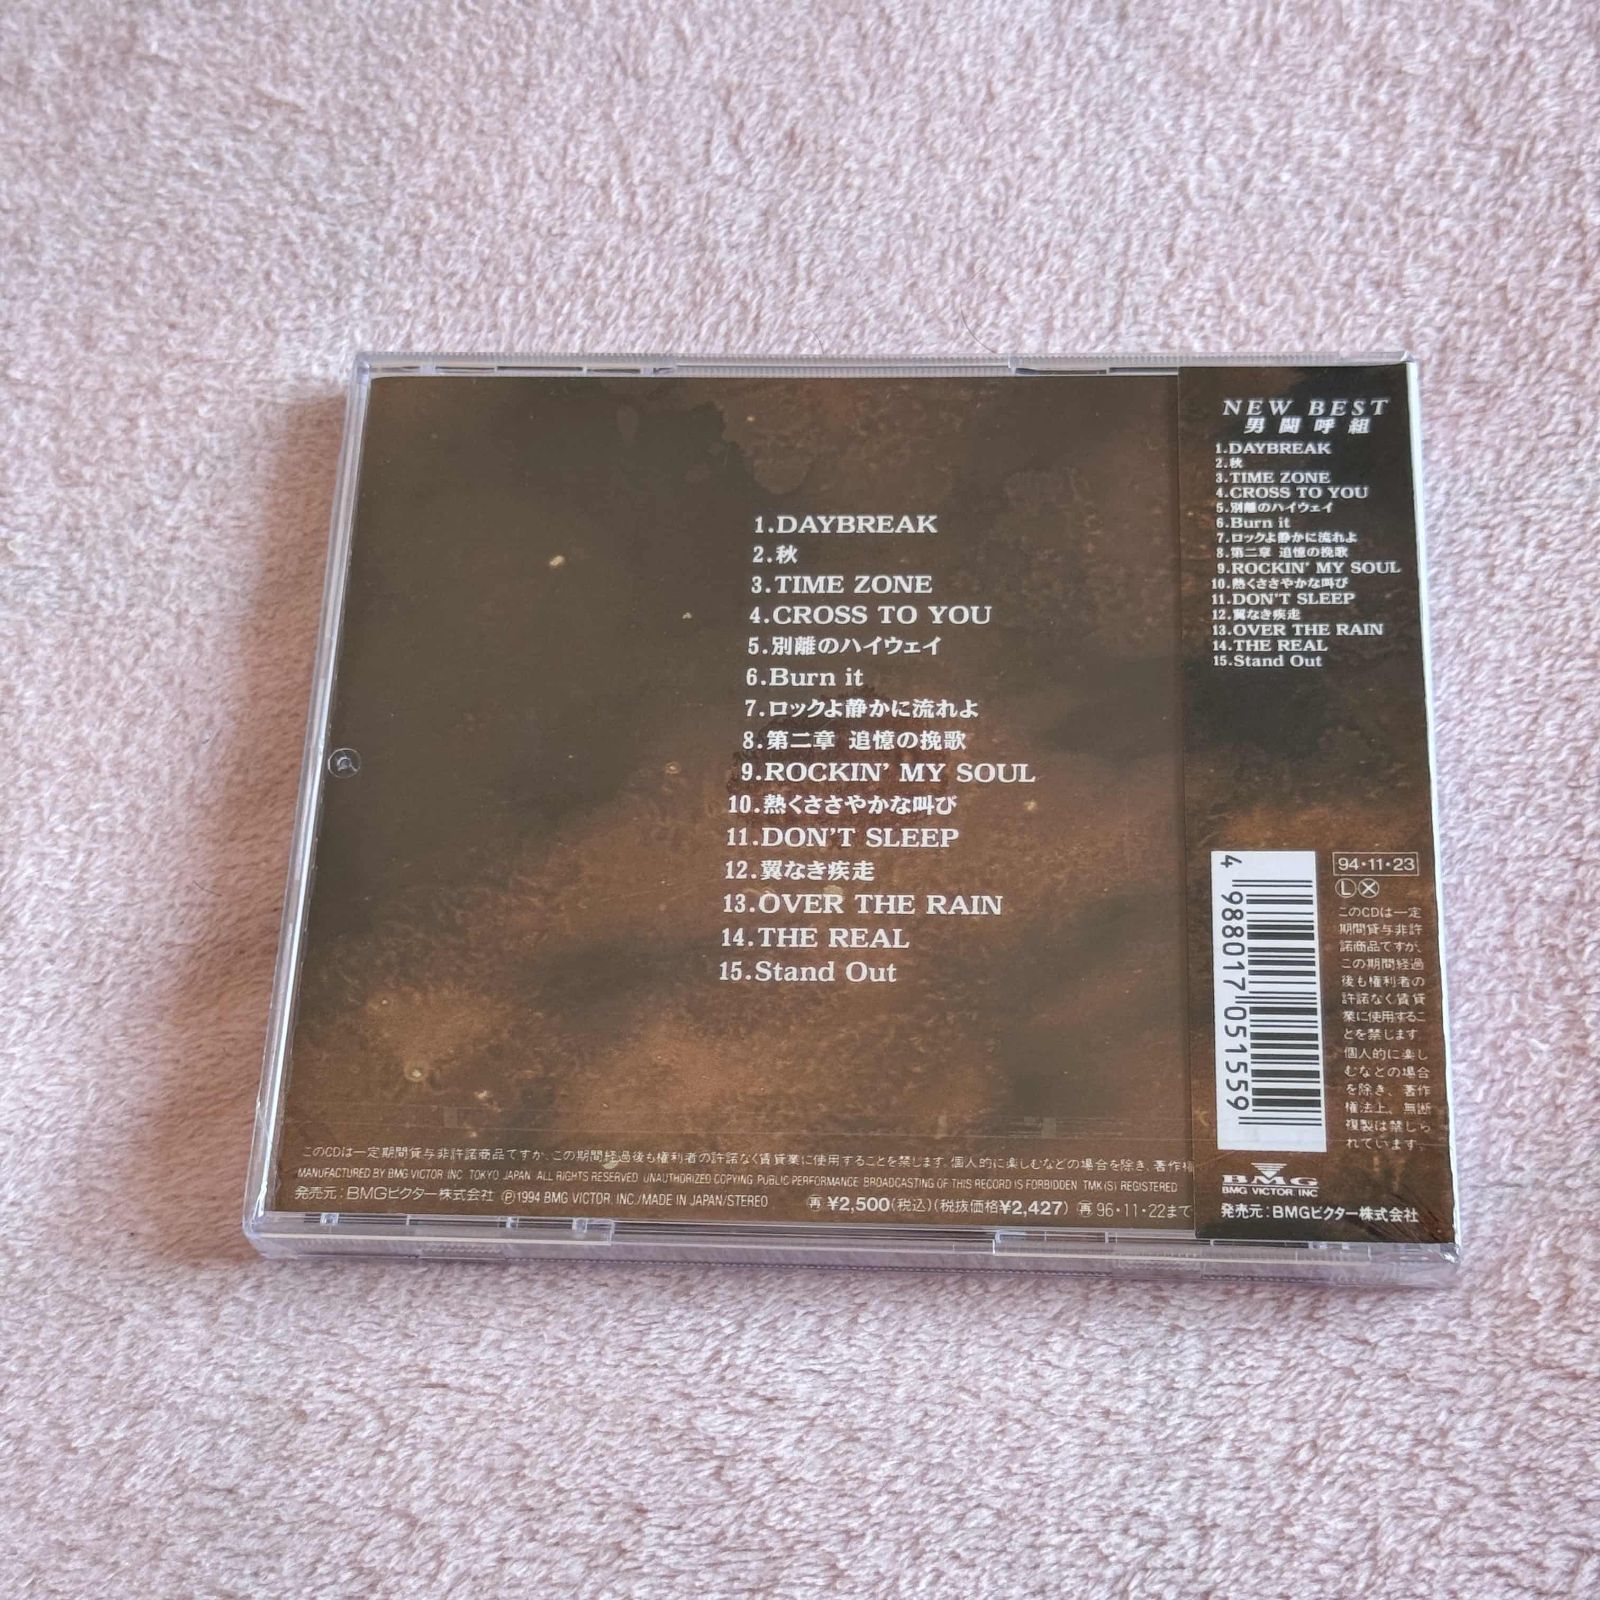 1.DAYBREAK
2.秋
3.TIME ZONE
4.CROSS TO YOU
5.別離のハイウェイ
6.Burn it
7.ロックよ静かに流れよ
8.第二章 追憶の挽歌
9.ROCKIN' MY SOUL
10.熱くささやかな叫び
11.DON'T SLEEP
12.翼なき疾走
13.OVER THE RAIN
14.THE REAL
15.Stand Out
このCDは一定期間貸与非許諾商品ですが、この期間経過後も権利者の許諾なく賃貸業に使用することを禁じます。個人的に楽しむなどの場合を除き、著作権
MANUFACTURED BY BMG VICTOR INC. TOKYO, JAPAN. ALL RIGHTS RESERVED. UNAUTHORIZED COPYING, PUBLIC PERFORMANCE, BROADCASTING OF THIS RECORD IS FORBIDDEN. TMK(S) REGISTERED
発売元:BMGビクター株式会社 Ⓟ1994 BMG VICTOR, INC./MADE IN JAPAN/STEREO 再¥2,500(税込)(税抜価格¥2,427) 再96・11・22まで
NEW BEST
男闘呼組
1.DAYBREAK
2.秋
3.TIME ZONE
4.CROSS TO YOU
5.別離のハイウェイ
6.Burn it
7.ロックよ静かに流れよ
8.第二章 追憶の挽歌
9.ROCKIN' MY SOUL
10.熱くささやかな叫び
11.DON'T SLEEP
12.翼なき疾走
13.OVER THE RAIN
14.THE REAL
15.Stand Out
4 988017 051559
94・11・23
Ⓛ Ⓧ
このCDは一定
期間貸与非許
諾商品ですが、
この期間経過
後も権利者の
許諾なく賃貸
業に使用するこ
とを禁じます。
個人的に楽し
むなどの場合
を除き、著作
権法上、無断
複製は禁じら
れています。
BMG
BMG VICTOR, INC.
発売元:BMGビクター株式会社